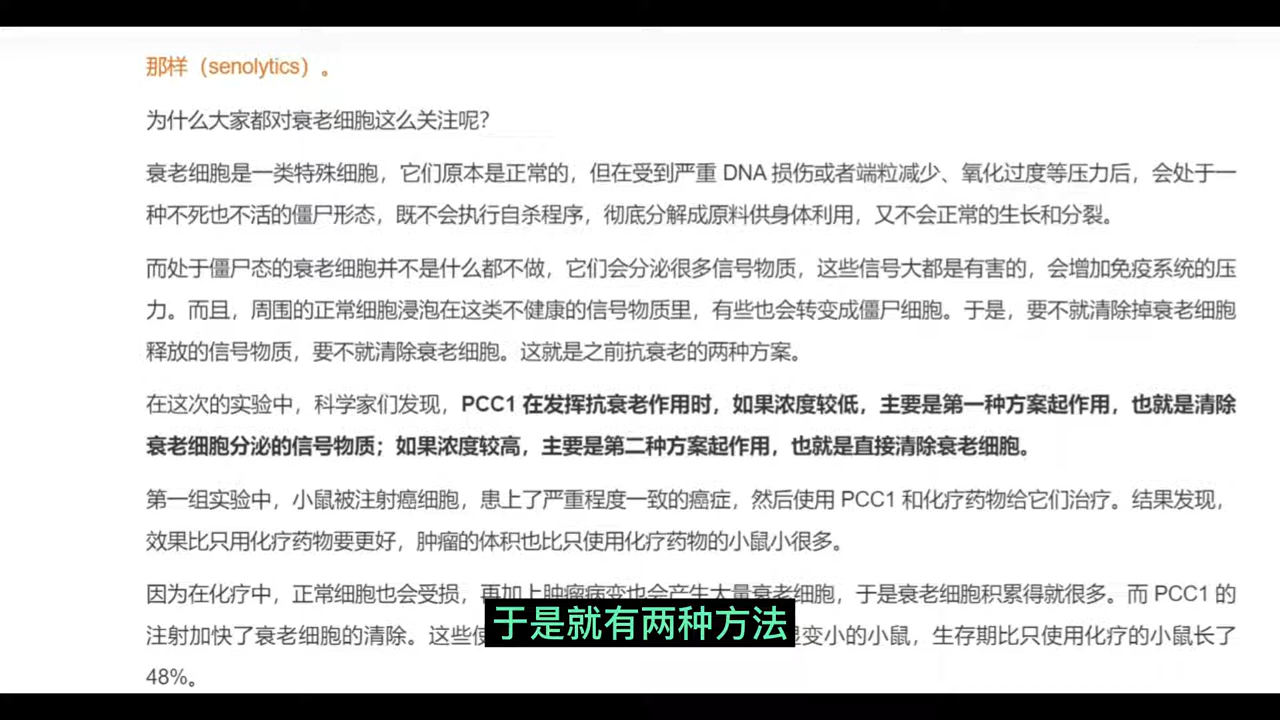 那样（senolytics）。
为什么大家都对衰老细胞这么关注呢？
衰老细胞是一类特殊细胞，它们原本是正常的，但在受到严重 DNA 损伤或者端粒减少、氧化过度等压力后，会处于一
种不死也不活的僵尸形态，既不会执行自杀程序，彻底分解成原料供身体利用，又不会正常的生长和分裂。
而处于僵尸态的衰老细胞并不是什么都不做，它们会分泌很多信号物质，这些信号大都是有害的，会增加免疫系统的压
力。而且，周围的正常细胞浸泡在这类不健康的信号物质里，有些也会转变成僵尸细胞。于是，要不就清除掉衰老细胞
释放的信号物质，要不就清除衰老细胞。这就是之前抗衰老的两种方案。
在这次的实验中，科学家们发现，PCC1 在发挥抗衰老作用时，如果浓度较低，主要是第一种方案起作用，也就是清除
衰老细胞分泌的信号物质；如果浓度较高，主要是第二种方案起作用，也就是直接清除衰老细胞。
第一组实验中，小鼠被注射癌细胞，患上了严重程度一致的癌症，然后使用 PCC1 和化疗药物给它们治疗。结果发现，
效果比只用化疗药物要更好，肿瘤的体积也比只使用化疗药物的小鼠小很多。
因为在化疗中，正常细胞也会受损，再加上肿瘤病变也会产生大量衰老细胞，于是衰老细胞积累得就很多。而 PCC1 的
注射加快了衰老细胞的清除。这些使 变小的小鼠，生存期比只使用化疗的小鼠长了
于是就有两种方法
48%。